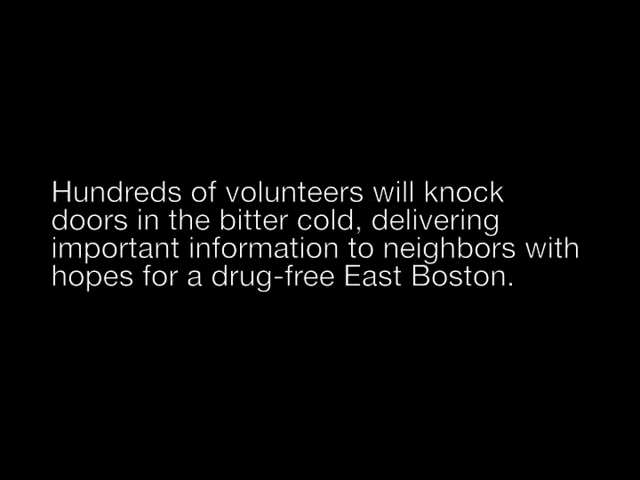 Hundreds of volunteers will knock
doors in the bitter cold, delivering
important information to neighbors with
hopes for a drug-free East Boston.